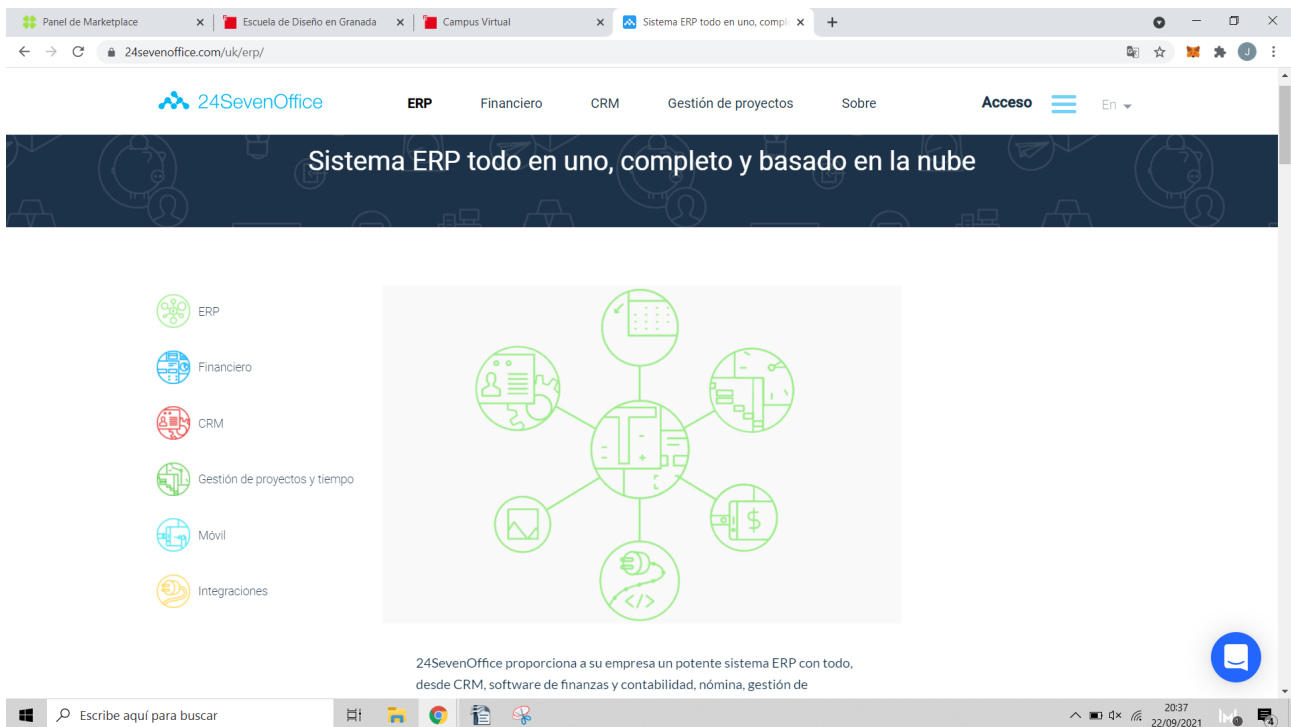 Panel de Marketplace
Escuela de Diseño en Granada
Campus Virtual
Sistema ERP todo en uno, compl
24sevenoffice.com/uk/erp/
J
24SevenOffice
ERP Financiero CRM Gestión de proyectos Sobre Acceso En
Sistema ERP todo en uno, completo y basado en la nube
ERP
Financiero
CRM
Gestión de proyectos y tiempo
Móvil
Integraciones
$
</>
24SevenOffice proporciona a su empresa un potente sistema ERP con todo,
desde CRM, software de finanzas y contabilidad, nómina, gestión de
Escribe aquí para buscar
20:37
22/09/2021
4